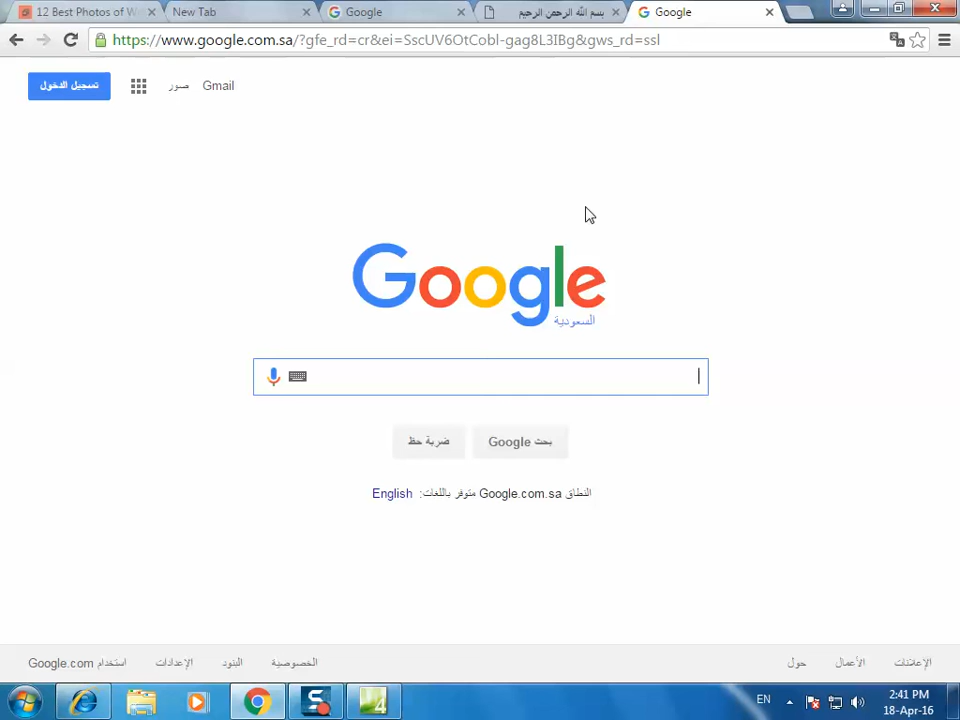 12 Best Photos of W
New Tab
Google
بسم الله الرحمن الرحيم
Google
https://www.google.com.sa/?gfe_rd=cr&ei=SscUV6OtCobl-gag8L3IBg&gws_rd=ssl
تسجيل الدخول
صور
Gmail
Google
السعودية
بحث Google
ضربة حظ
النطاق Google.com.sa متوفر باللغات: English
الإعلانات
الأعمال
حول
الخصوصية
البنود
الإعدادات
استخدام Google.com
EN
2:41 PM
18-Apr-16